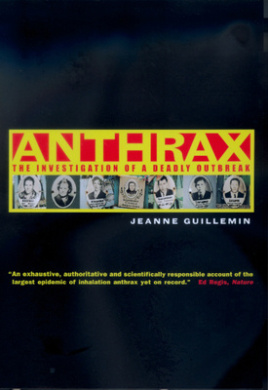 ANTHRAX
THE INVESTIGATION OF A DEADLY OUTBREAK
JEANNE GUILLEMIN
"An exhaustive, authoritative and scientifically responsible account of the
largest epidemic of inhalation anthrax yet on record." Ed Regis, Nature